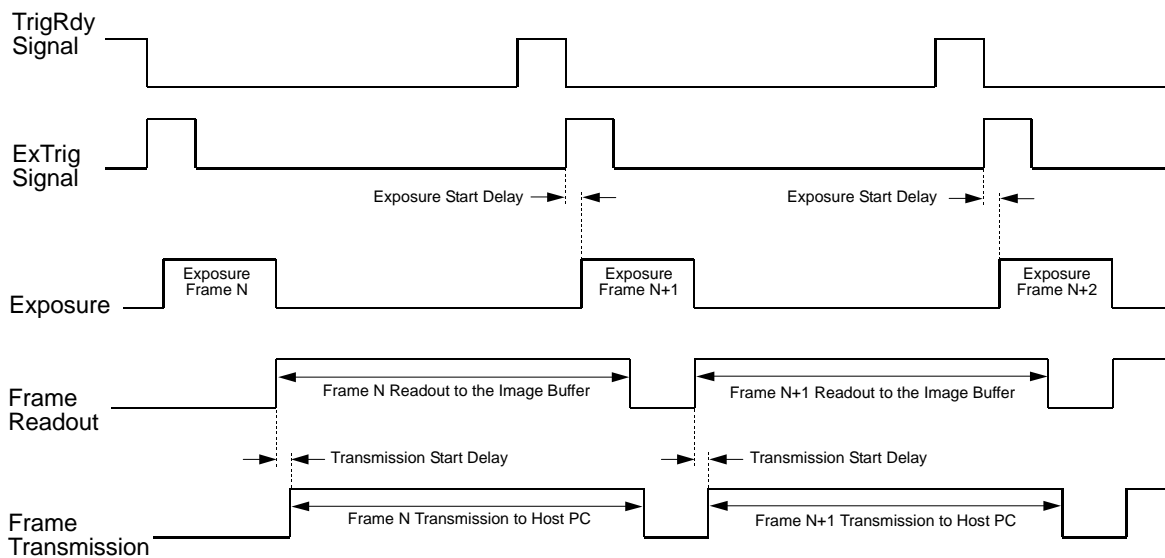 TrigRdy
Signal
ExTrig
Signal
Exposure Start Delay
Exposure Start Delay
Exposure
Exposure
Frame N
Exposure
Frame N+1
Exposure
Frame N+2
Frame
Readout
Frame N Readout to the Image Buffer
Frame N+1 Readout to the Image Buffer
Transmission Start Delay
Transmission Start Delay
Frame
Transmission
Frame N Transmission to Host PC
Frame N+1 Transmission to Host PC